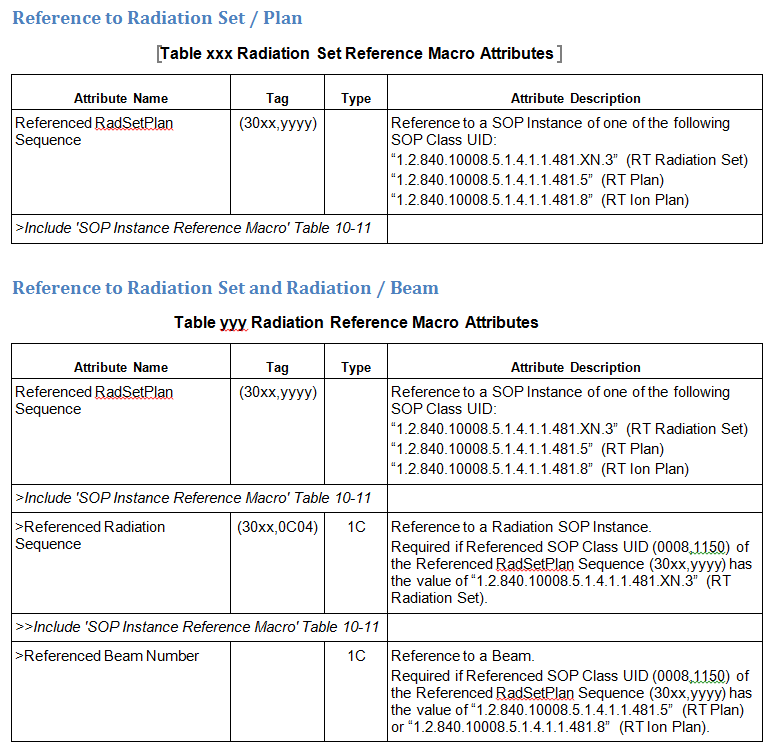 Reference to Radiation Set / Plan
[Table xxx Radiation Set Reference Macro Attributes]
Attribute Name Tag Type Attribute Description
Referenced RadSetPlan (30xx,yyyy) Reference to a SOP Instance of one of the following
Sequence SOP Class UID:
“1.2.840.10008.5.1.4.1.1.481.XN.3” (RT Radiation Set)
“1.2.840.10008.5.1.4.1.1.481.5” (RT Plan)
“1.2.840.10008.5.1.4.1.1.481.8” (RT Ion Plan)
>Include 'SOP Instance Reference Macro' Table 10-11
Reference to Radiation Set and Radiation / Beam
Table yyy Radiation Reference Macro Attributes
Attribute Name Tag Type Attribute Description
Referenced RadSetPlan (30xx,yyyy) Reference to a SOP Instance of one of the following
Sequence SOP Class UID:
“1.2.840.10008.5.1.4.1.1.481.XN.3” (RT Radiation Set)
“1.2.840.10008.5.1.4.1.1.481.5” (RT Plan)
“1.2.840.10008.5.1.4.1.1.481.8” (RT Ion Plan)
>Include 'SOP Instance Reference Macro' Table 10-11
>Referenced Radiation (30xx,0C04) 1C Reference to a Radiation SOP Instance.
Sequence Required if Referenced SOP Class UID (0008,1150) of
the Referenced RadSetPlan Sequence (30xx,yyyy) has
the value of “1.2.840.10008.5.1.4.1.1.481.XN.3” (RT
Radiation Set).
>>Include 'SOP Instance Reference Macro' Table 10-11
>Referenced Beam Number 1C Reference to a Beam.
Required if Referenced SOP Class UID (0008,1150) of
the Referenced RadSetPlan Sequence (30xx,yyyy) has
the value of “1.2.840.10008.5.1.4.1.1.481.5” (RT Plan)
or “1.2.840.10008.5.1.4.1.1.481.8” (RT Ion Plan).